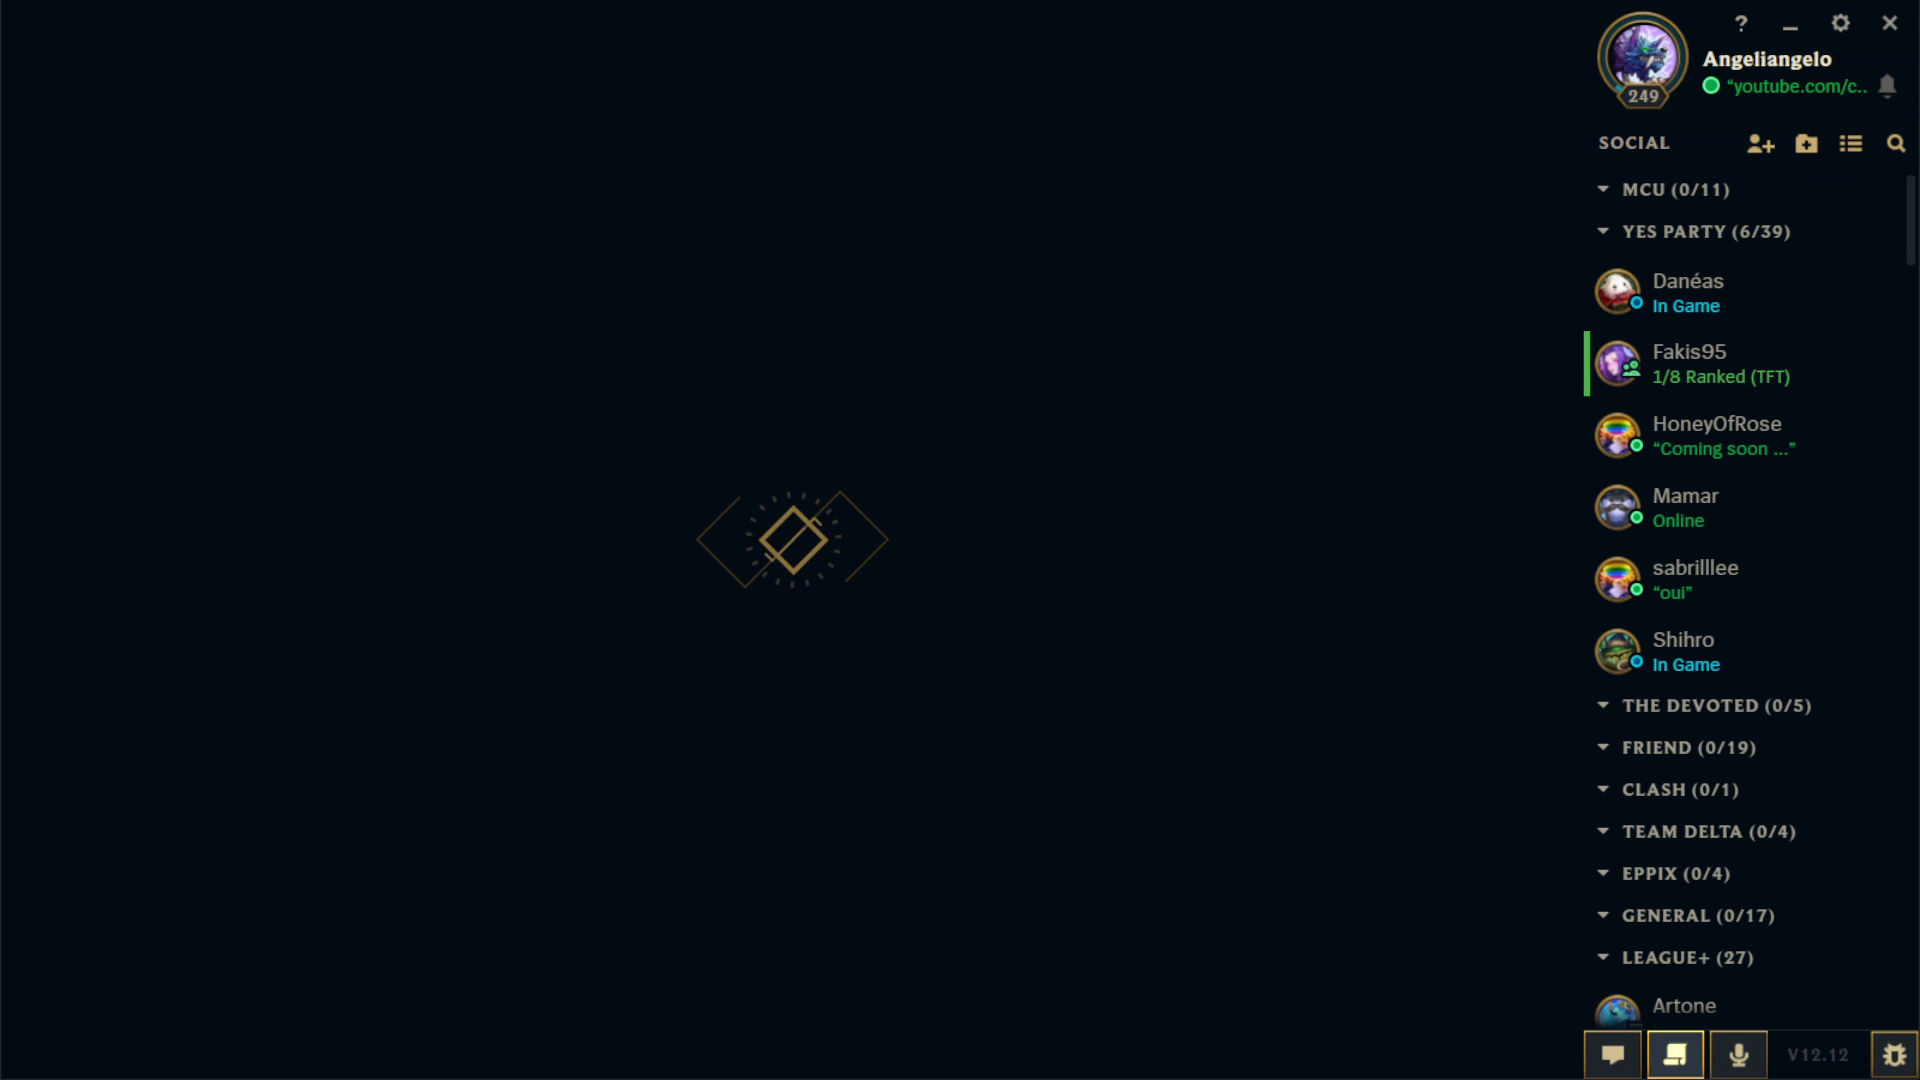 ?
Angeliangelo
249
“youtube.com/c..
SOCIAL
MCU (0/11)
YES PARTY (6/39)
Danéas
In Game
Fakis95
1/8 Ranked (TFT)
HoneyOfRose
“Coming soon ...”
Mamar
Online
sabrilllee
“oui”
Shihro
In Game
THE DEVOTED (0/5)
FRIEND (0/19)
CLASH (0/1)
TEAM DELTA (0/4)
EPPIX (0/4)
GENERAL (0/17)
LEAGUE+ (27)
Artone
V12.12